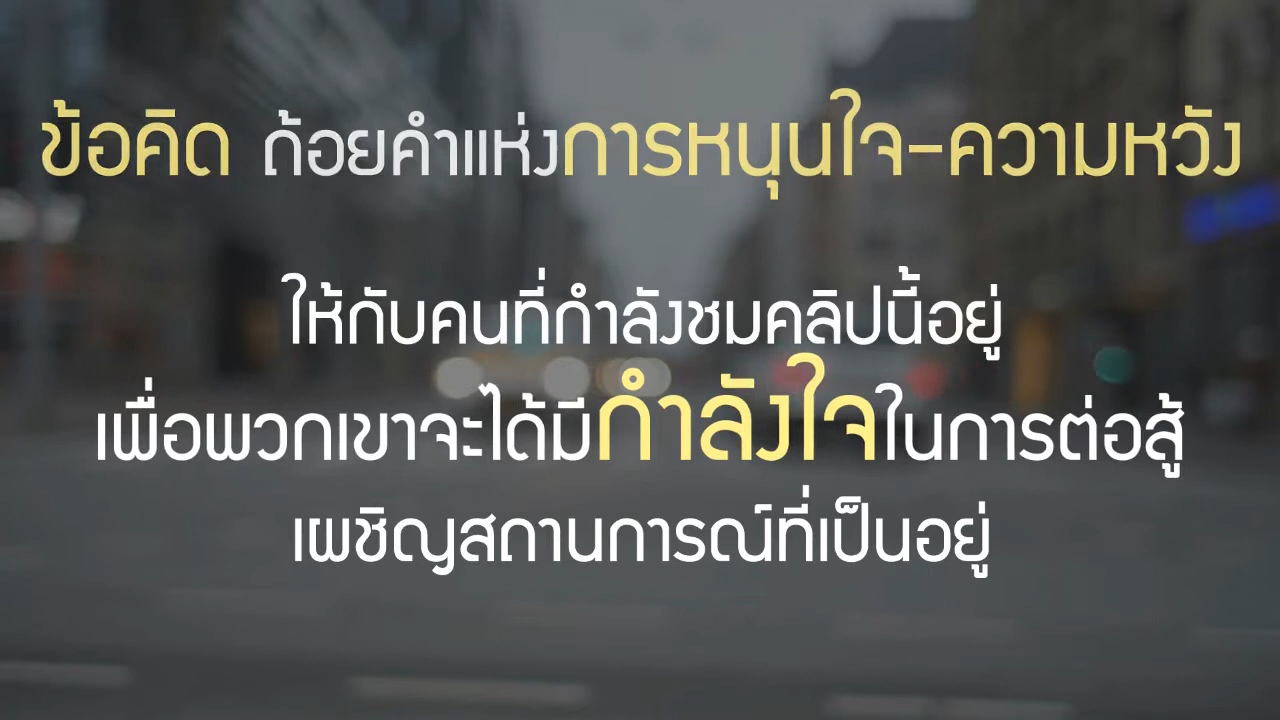 ข้อคิด ถ้อยคำแห่งการหนุนใจ-ความหวัง
ให้กับคนที่กำลังชมคลิปนี้อยู่
เพื่อพวกเขาจะได้มีกำลังใจในการต่อสู้
เผชิญสถานการณ์ที่เป็นอยู่